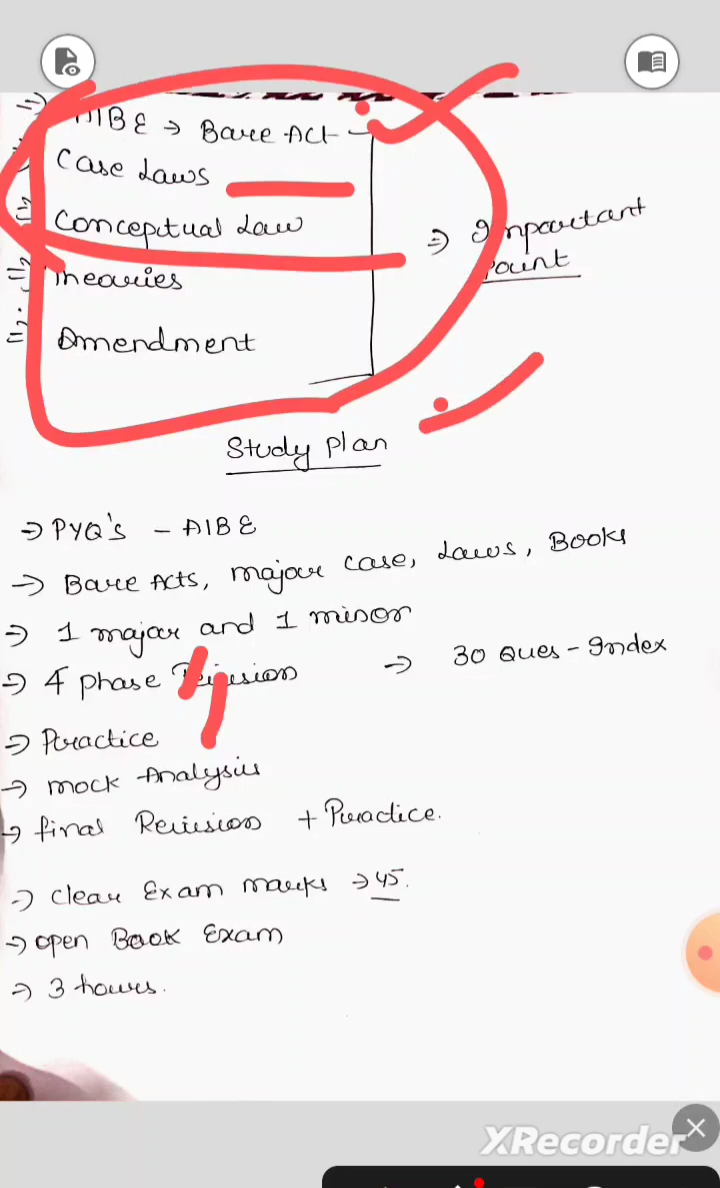 AIBE → Bare Act
Case Laws
Conceptual Law
Theories
Amendment
⇒ Important
Point
Study Plan
⇒ PYQ's - AIBE
→ Bare Acts, major case, Laws, Books
⇒ 1 major and 1 minor
⇒ 4 phase Revision → 30 Ques - Index
⇒ Practice
→ mock Analysis
→ final Revision + Practice.
→ clear Exam marks → 45.
→ open Book Exam
⇒ 3 hours.
XRecorder